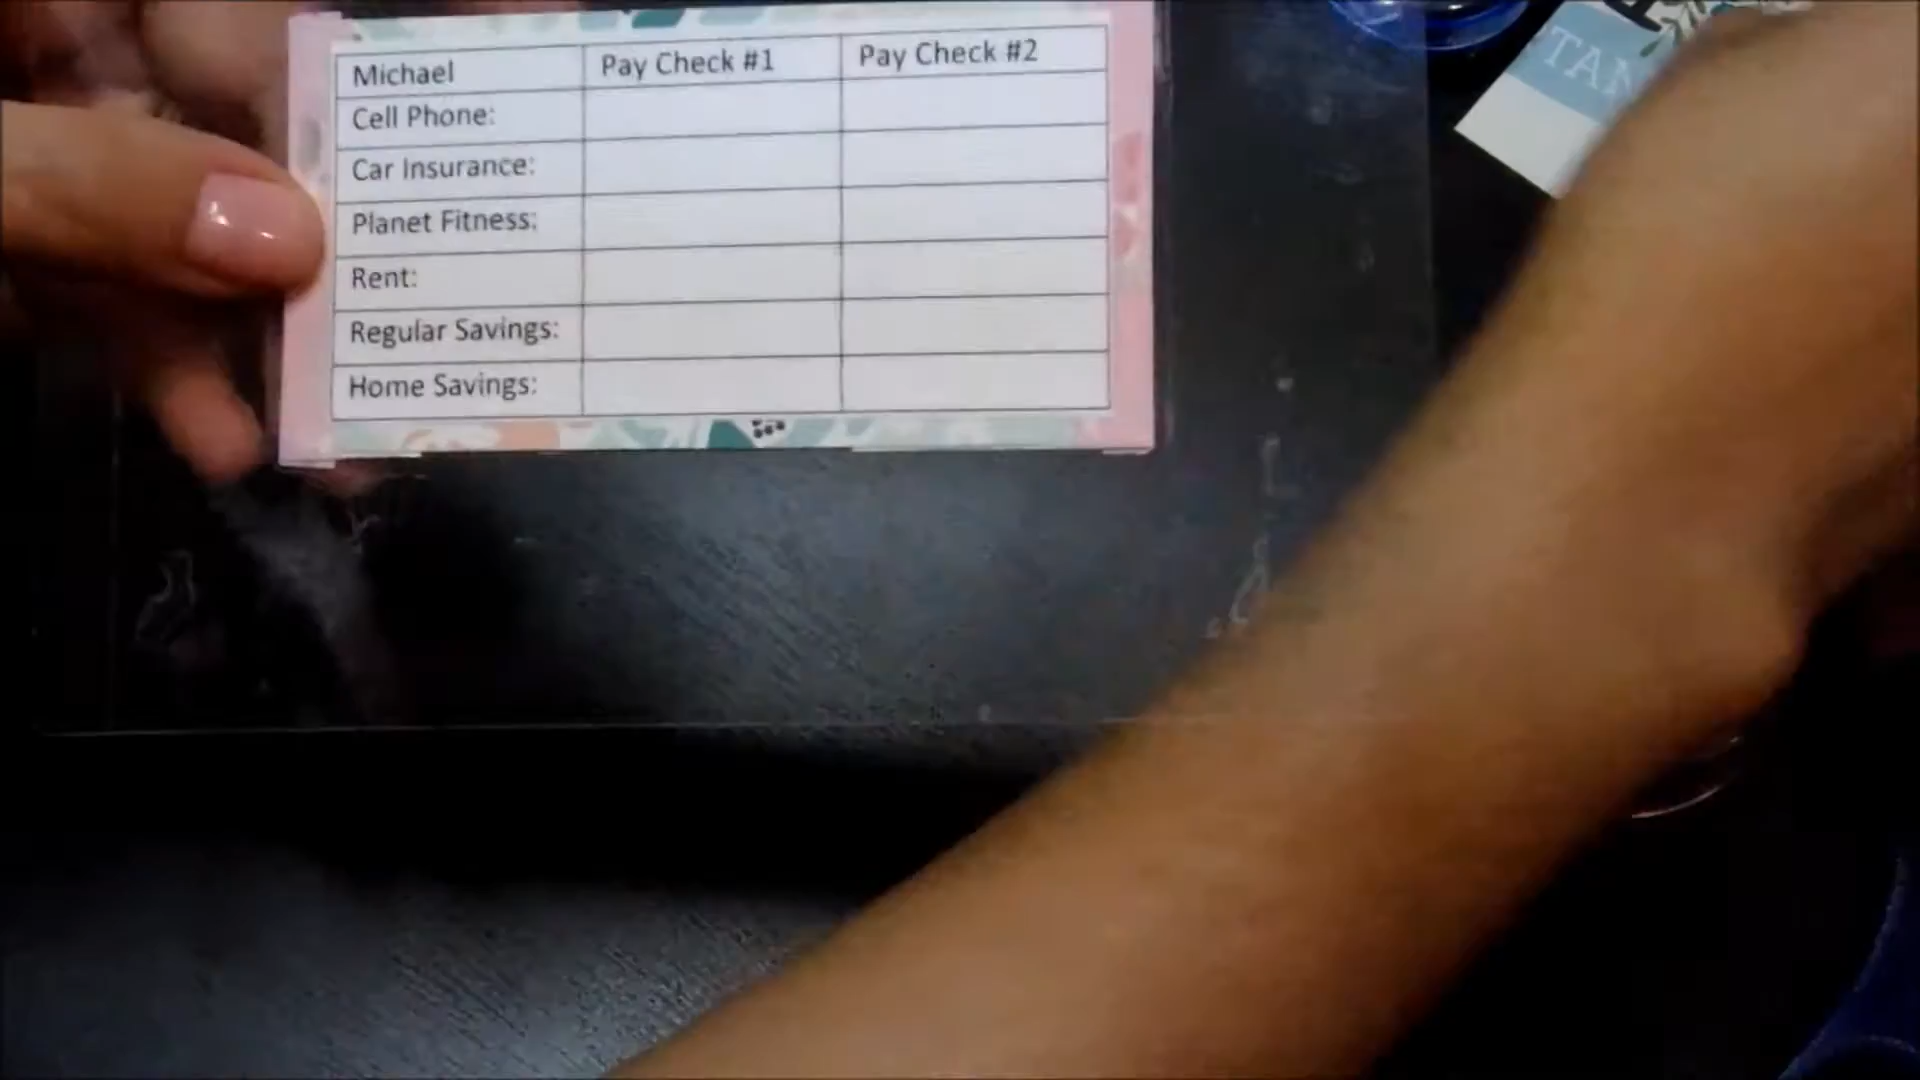 Michael Pay Check #1 Pay Check #2
Cell Phone:
Car Insurance:
Planet Fitness:
Rent:
Regular Savings:
Home Savings: